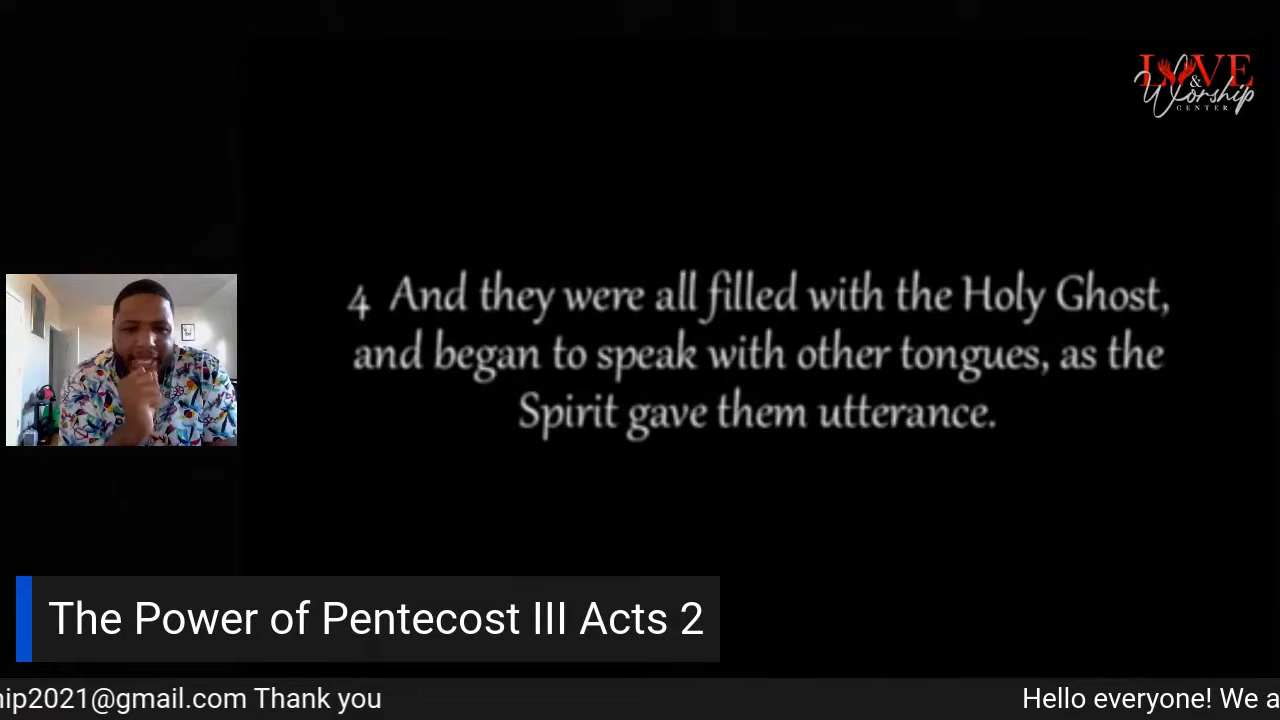 LOVE
&
Worship
CENTER
4 And they were all filled with the Holy Ghost,
and began to speak with other tongues, as the
Spirit gave them utterance.
The Power of Pentecost III Acts 2
hip2021@gmail.com Thank you
Hello everyone! We a